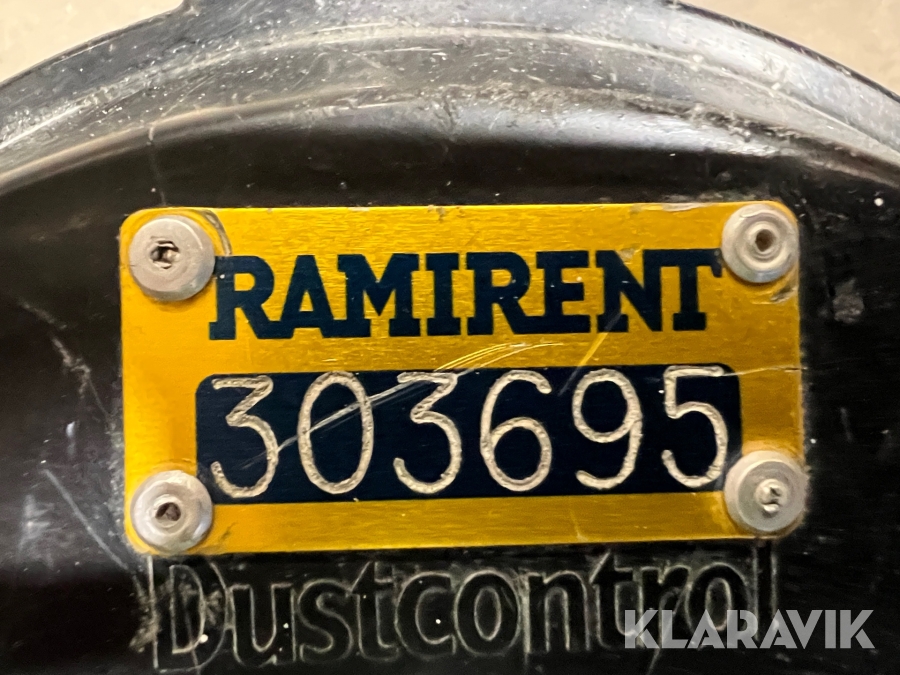 RAMIRENT
303695
Dustcontrol
KLARAVIK